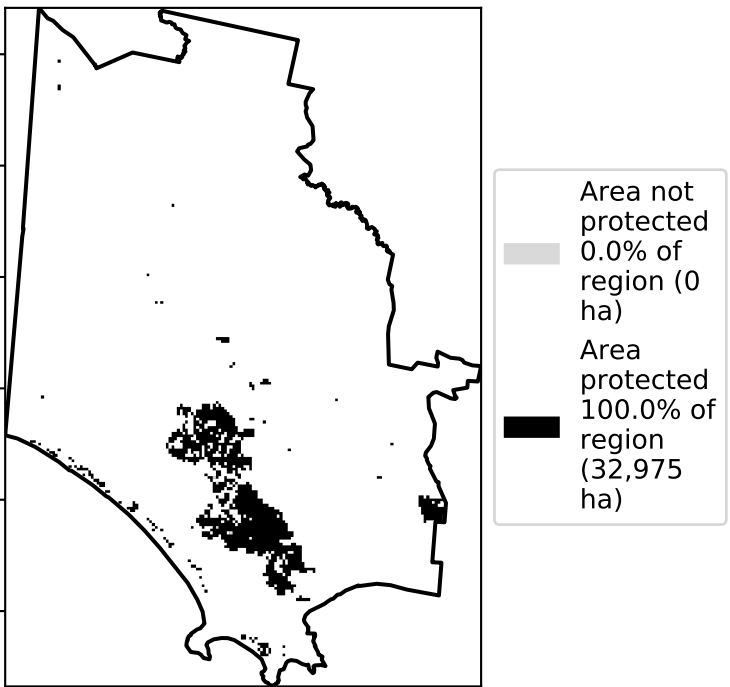 Area not
protected
0.0% of
region (0
ha)
Area
protected
100.0% of
region
(32,975
ha)